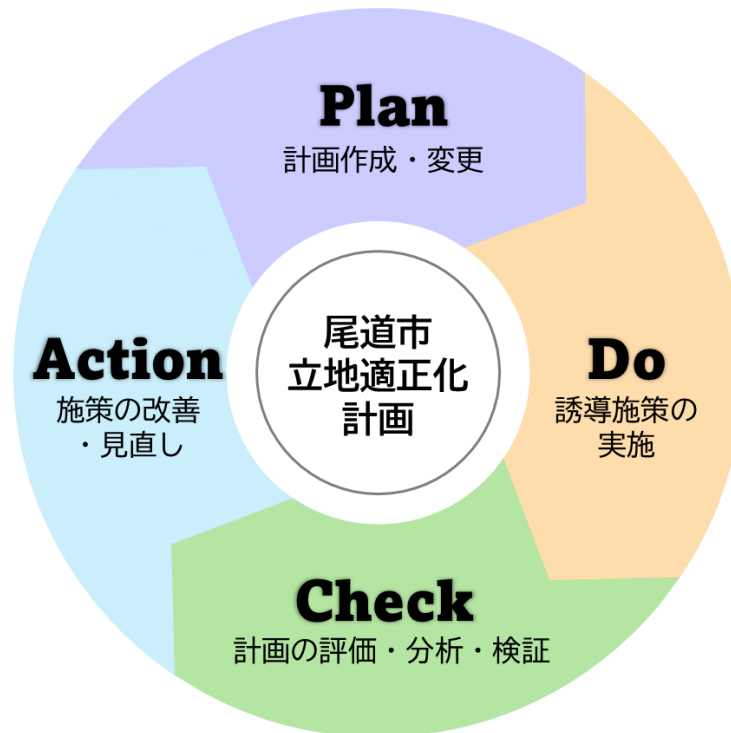 Plan
計画作成・変更
Do
誘導施策の
実施
Check
計画の評価・分析・検証
Action
施策の改善
・見直し
尾道市
立地適正化
計画